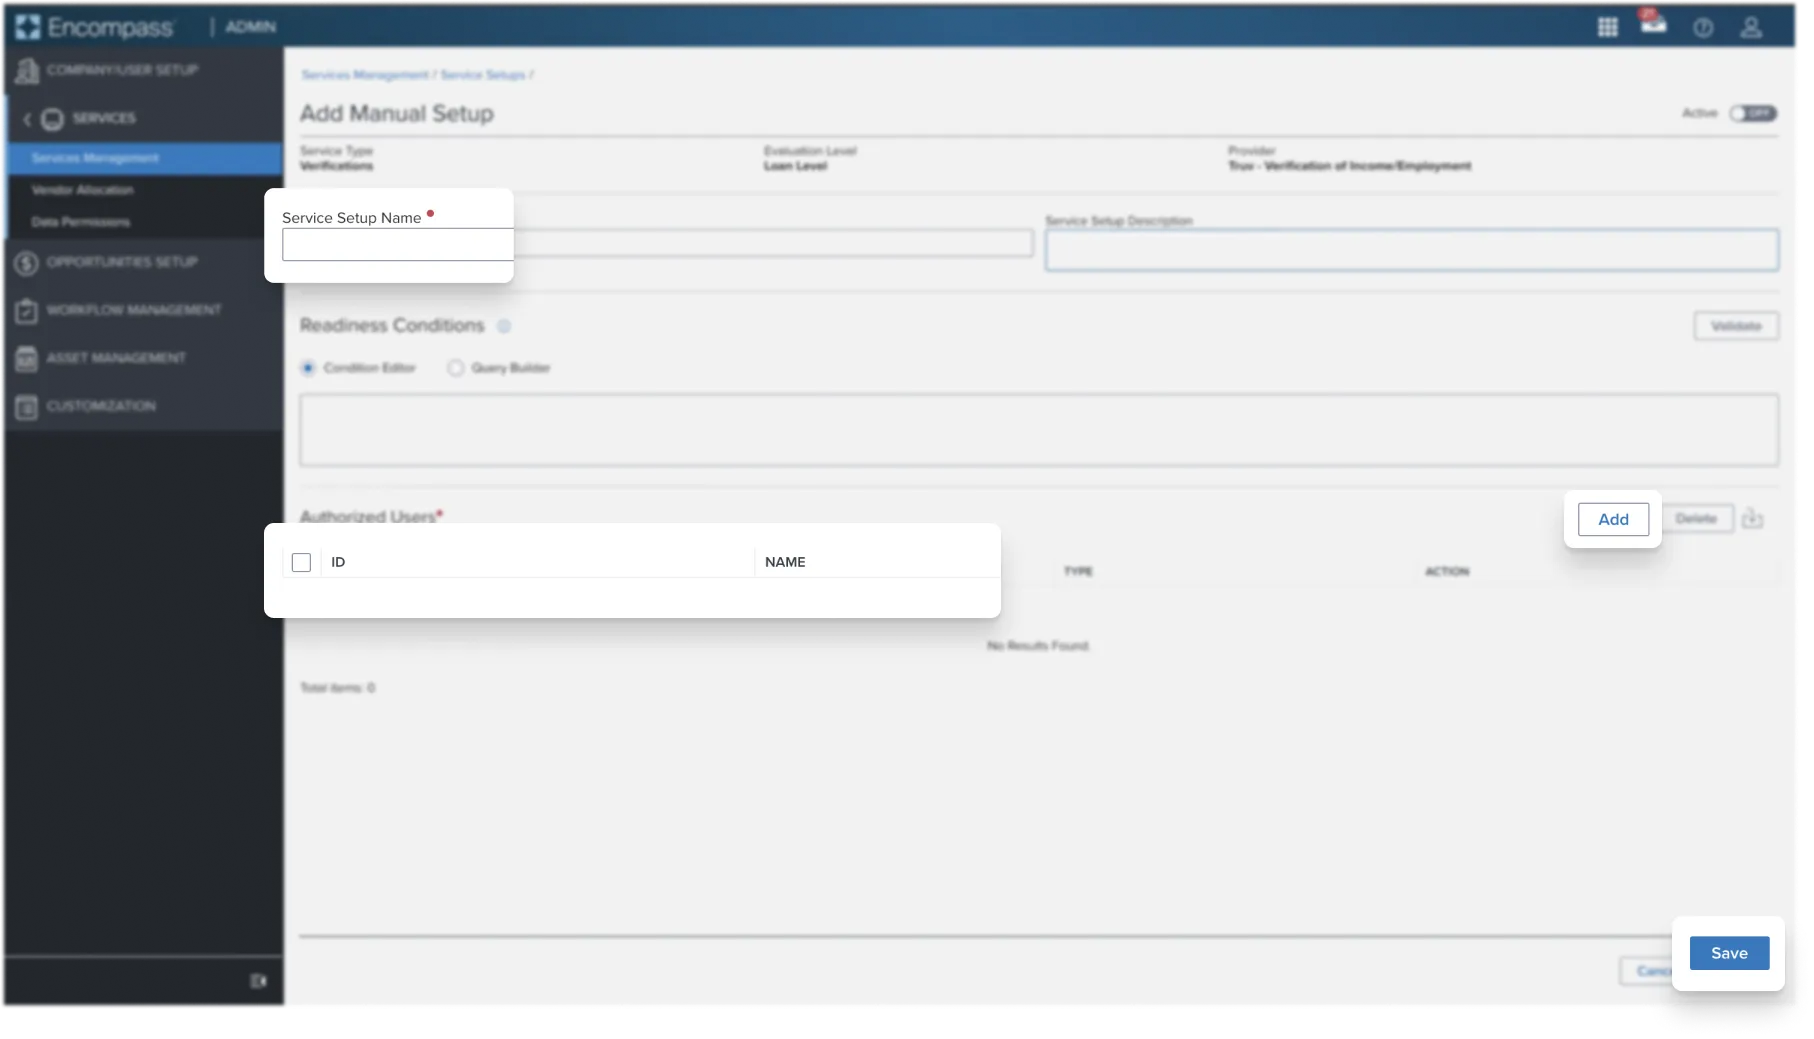 Encompass | ADMIN
COMPANY/USER SETUP
SERVICES
Services Management
Vendor Allocation
Data Permissions
OPPORTUNITIES SETUP
WORKFLOW MANAGEMENT
ASSET MANAGEMENT
CUSTOMIZATION
Services Management / Service Setups /
Add Manual Setup
Active OFF
Service Type Evaluation Level Provider
Verifications Loan Level Truv - Verification of Income/Employment
Service Setup Name Service Setup Description
Readiness Conditions Validate
Condition Editor Query Builder
Authorized Users* Add Delete
ID NAME TYPE ACTION
No Results Found.
Total items: 0
Cancel Save